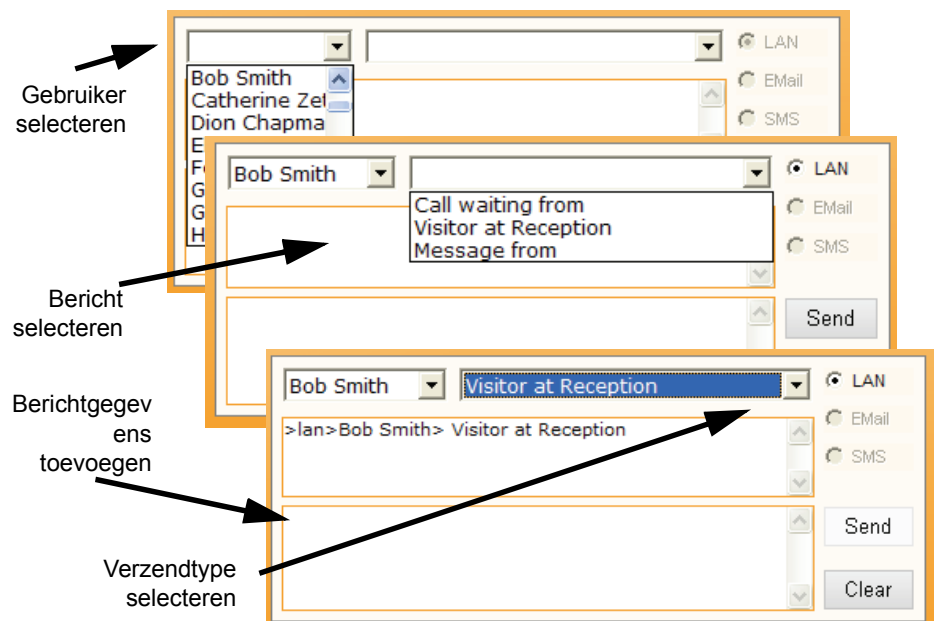 LAN
EMail
SMS
Gebruiker
selecteren
Bob Smith
Catherine Zet
Dion Chapma
E
F
G
G
H
Bob Smith
LAN
EMail
SMS
Call waiting from
Visitor at Reception
Message from
Bericht
selecteren
Send
Bob Smith
Visitor at Reception
LAN
EMail
SMS
>lan>Bob Smith> Visitor at Reception
Berichtgegev
ens
toevoegen
Send
Clear
Verzendtype
selecteren